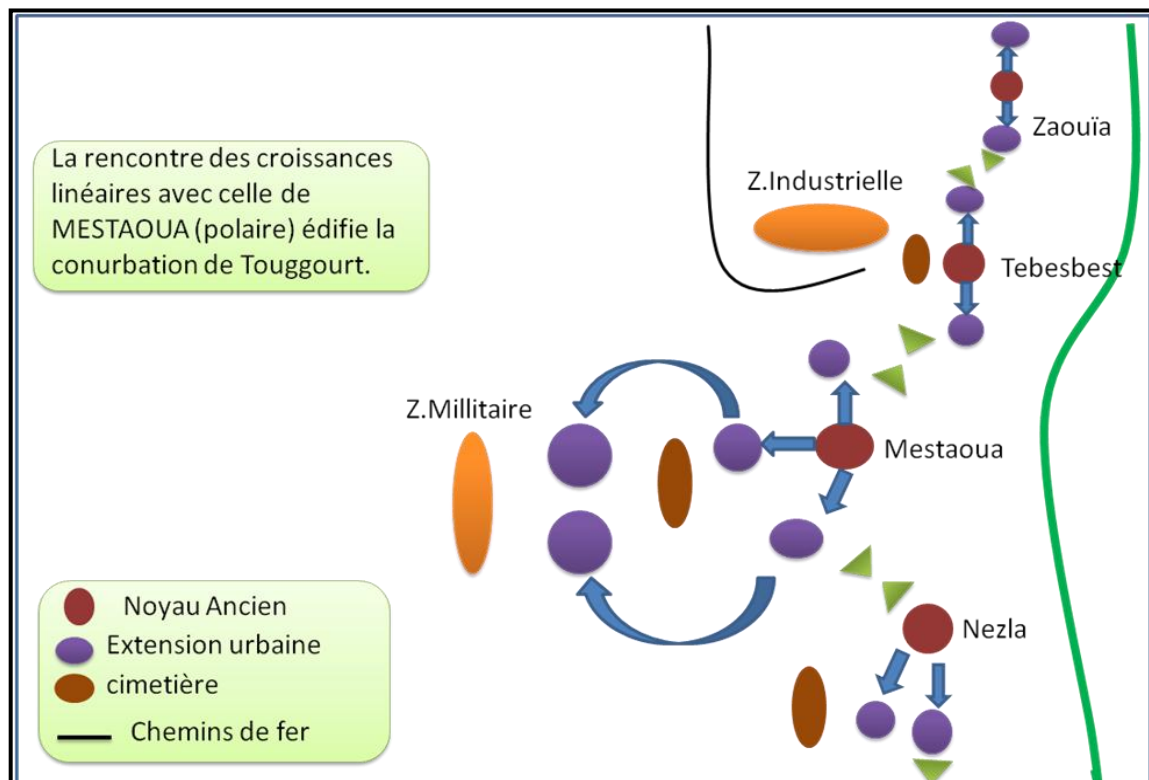 La rencontre des croissances
linéaires avec celle de
MESTAOUA (polaire) édifie la
conurbation de Touggourt.
Zaouïa
Z.Industrielle
Tebesbest
Z.Millitaire
Mestaoua
Nezla
Noyau Ancien
Extension urbaine
cimetière
Chemins de fer